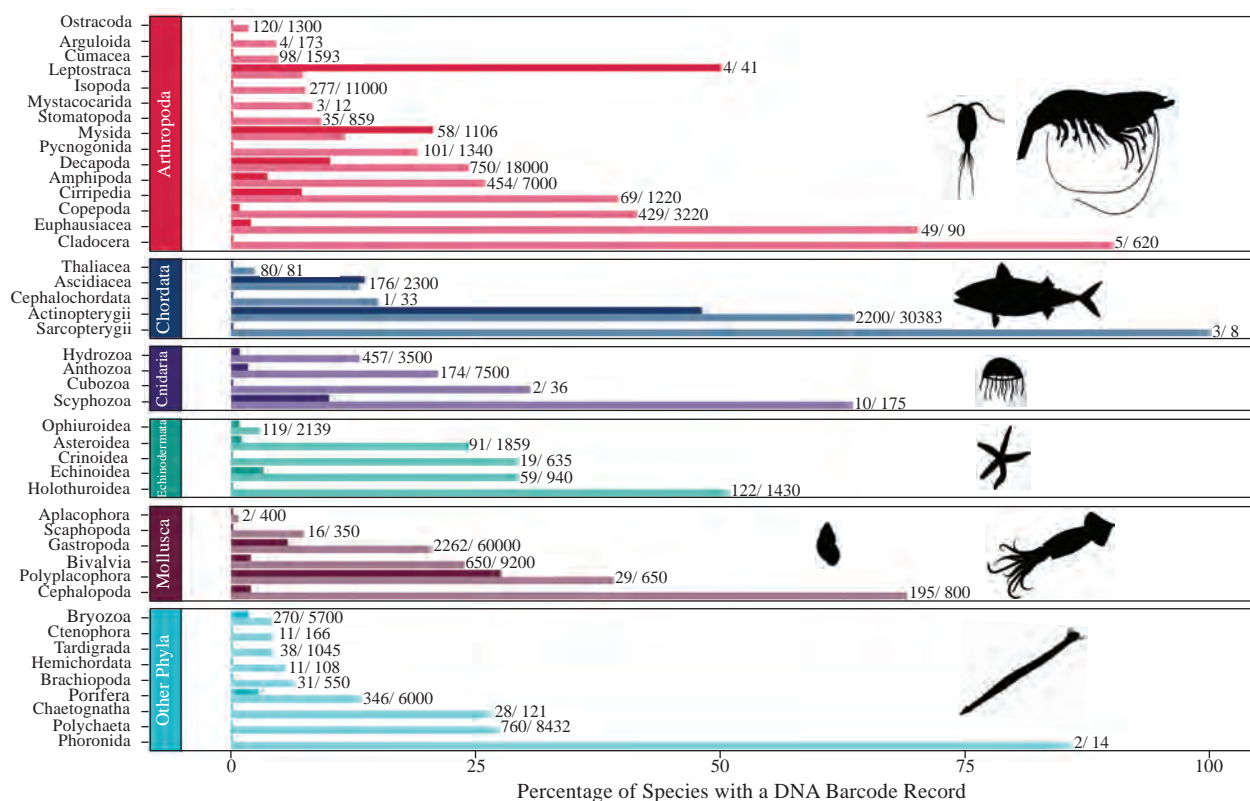 Arthropoda
Ostracoda 120/ 1300
Arguloida 4/ 173
Cumacea 98/ 1593
Leptostraca 4/ 41
Isopoda 277/ 11000
Mystacocarida 3/ 12
Stomatopoda 35/ 859
Mysida 58/ 1106
Pycnogonida 101/ 1340
Decapoda 750/ 18000
Amphipoda 454/ 7000
Cirripedia 69/ 1220
Copepoda 429/ 3220
Euphausiacea 49/ 90
Cladocera 5/ 620
Chordata
Thaliacea 80/ 81
Ascidiacea 176/ 2300
Cephalochordata 1/ 33
Actinopterygii 2200/ 30383
Sarcopterygii 3/ 8
Cnidaria
Hydrozoa 457/ 3500
Anthozoa 174/ 7500
Cubozoa 2/ 36
Scyphozoa 10/ 175
Echinodermata
Ophiuroidea 119/ 2139
Asteroidea 91/ 1859
Crinoidea 19/ 635
Echinoidea 59/ 940
Holothuroidea 122/ 1430
Mollusca
Aplacophora 2/ 400
Scaphopoda 16/ 350
Gastropoda 2262/ 60000
Bivalvia 650/ 9200
Polyplacophora 29/ 650
Cephalopoda 195/ 800
Other Phyla
Bryozoa 270/ 5700
Ctenophora 11/ 166
Tardigrada 38/ 1045
Hemichordata 11/ 108
Brachiopoda 31/ 550
Porifera 346/ 6000
Chaetognatha 28/ 121
Polychaeta 760/ 8432
Phoronida 2/ 14
0 25 50 75 100
Percentage of Species with a DNA Barcode Record